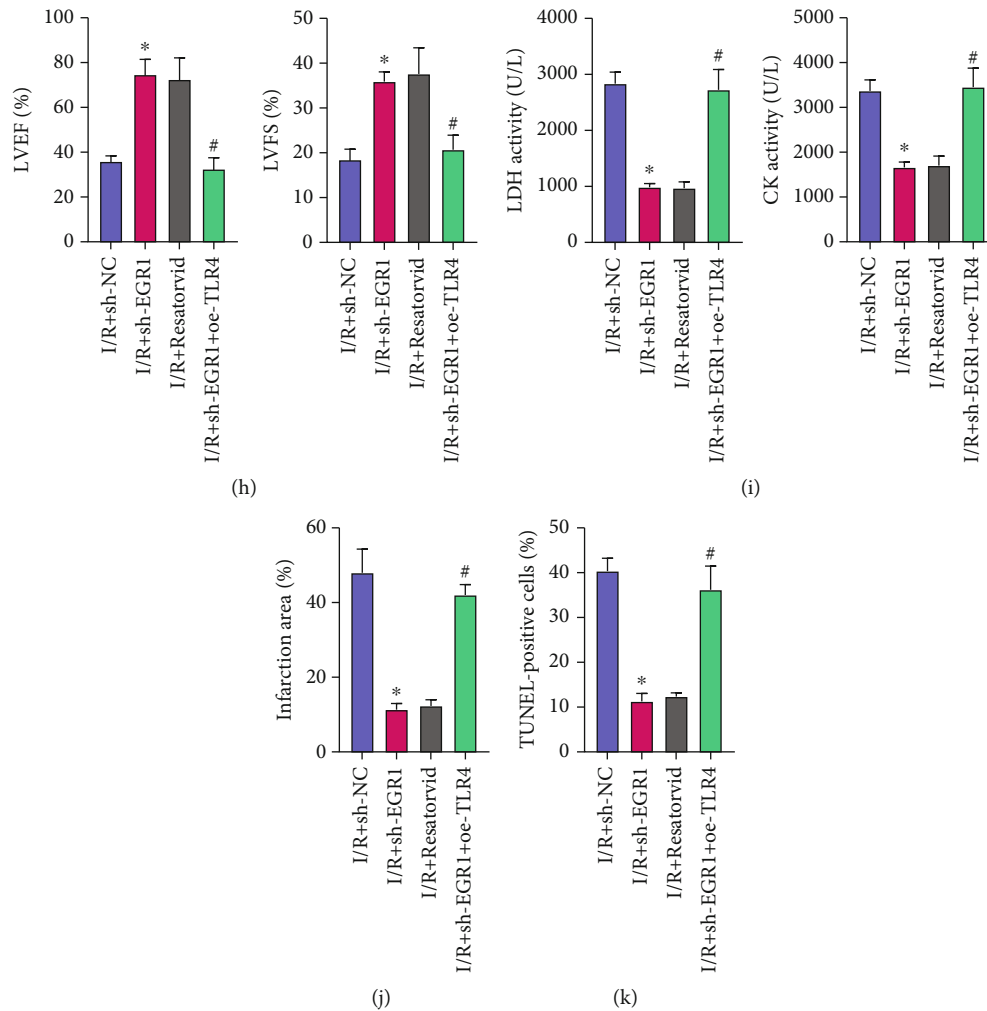 LVEF (%)
100
80
60
40
20
0
*
#
I/R+sh-NC
I/R+sh-EGR1
I/R+Resatorvid
I/R+sh-EGR1+oe-TLR4
LVFS (%)
50
40
30
20
10
0
*
#
I/R+sh-NC
I/R+sh-EGR1
I/R+Resatorvid
I/R+sh-EGR1+oe-TLR4
(h)
LDH activity (U/L)
4000
3000
2000
1000
0
*
#
I/R+sh-NC
I/R+sh-EGR1
I/R+Resatorvid
I/R+sh-EGR1+oe-TLR4
CK activity (U/L)
5000
4000
3000
2000
1000
0
*
#
I/R+sh-NC
I/R+sh-EGR1
I/R+Resatorvid
I/R+sh-EGR1+oe-TLR4
(i)
Infarction area (%)
60
40
20
0
*
#
I/R+sh-NC
I/R+sh-EGR1
I/R+Resatorvid
I/R+sh-EGR1+oe-TLR4
(j)
TUNEL-positive cells (%)
50
40
30
20
10
0
*
#
I/R+sh-NC
I/R+sh-EGR1
I/R+Resatorvid
I/R+sh-EGR1+oe-TLR4
(k)